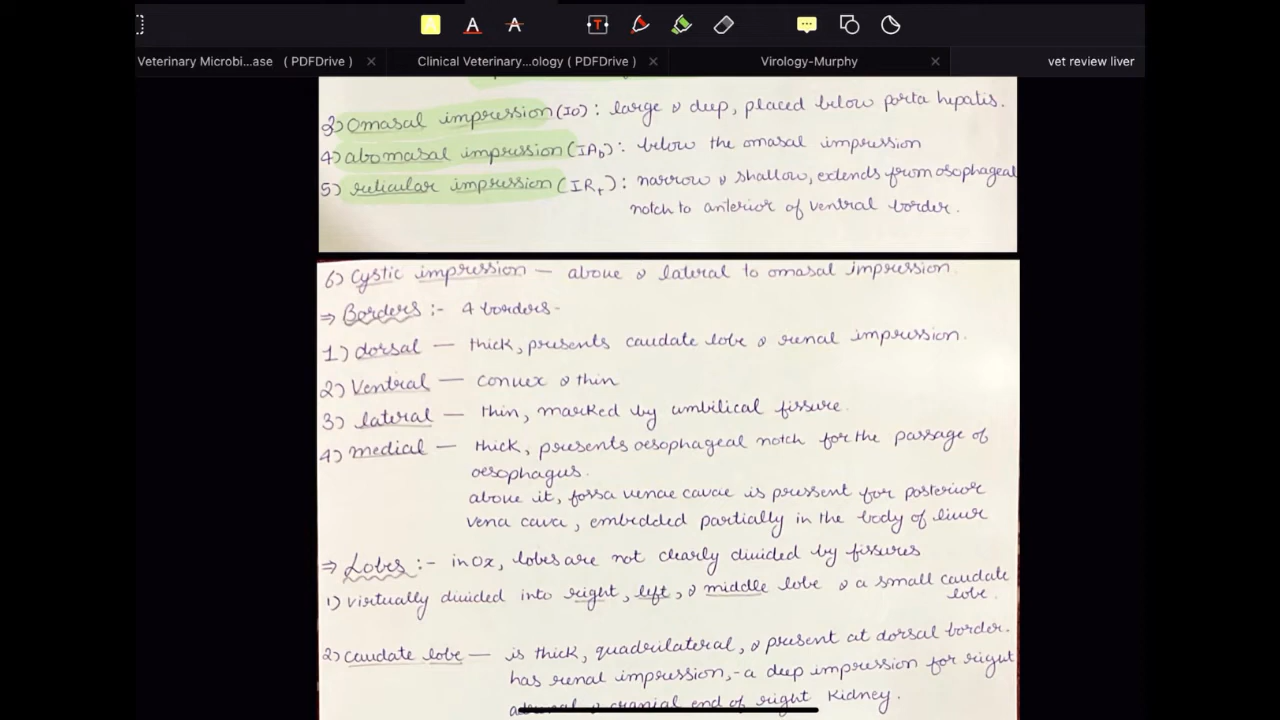 A
A
T
Veterinary Microbi...ase ( PDFDrive )
Clinical Veterinary...ology ( PDFDrive )
Virology-Murphy
vet review liver
3) Omasal impression (IO) : large & deep, placed below porta hepatis.
4) abomasal impression (IAb) : below the omasal impression
5) reticular impression (IRt) : narrow & shallow, extends from osophageal
notch to anterior of ventral border.
6) Cystic impression — above & lateral to omasal impression
⇒ Borders :- 4 borders-
1) dorsal — thick, presents caudate lobe & renal impression.
2) Ventral — convex & thin
3) lateral — thin, marked by umbilical fissure.
4) medial — thick, presents oesophageal notch for the passage of
oesophagus.
above it, fossa venae cavae is pressent for posterior
vena cava, embedded partially in the body of liver
⇒ Lobes :- in Ox, lobes are not clearly divided by fissures
1) virtually divided into right, left, & middle lobe & a small caudate
lobe.
2) caudate lobe — is thick, quadrilateral, & present at dorsal border.
has renal impression,- a deep impression for right
adrenal & cranial end of right Kidney.